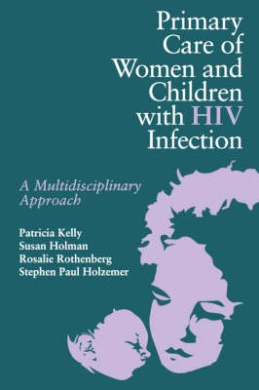 Primary
Care of
Women and
Children
with HIV
Infection
A Multidisciplinary
Approach
Patricia Kelly
Susan Holman
Rosalie Rothenberg
Stephen Paul Holzemer